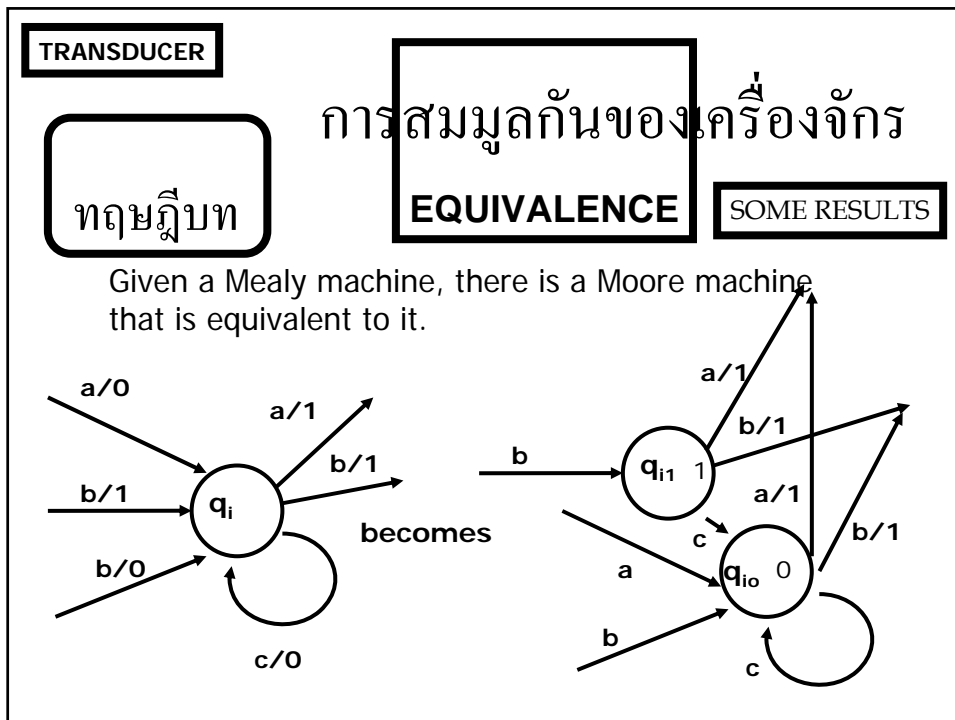 TRANSDUCER
การสมมูลกันของเครื่องจักร
ทฤษฎีบท
EQUIVALENCE
SOME RESULTS
Given a Mealy machine, there is a Moore machine
that is equivalent to it.
a/0
a/1
b/1
b/1
qi
b/0
c/0
becomes
a/1
b/1
b
qi1 1
a/1
b/1
c
a
qio 0
b
c